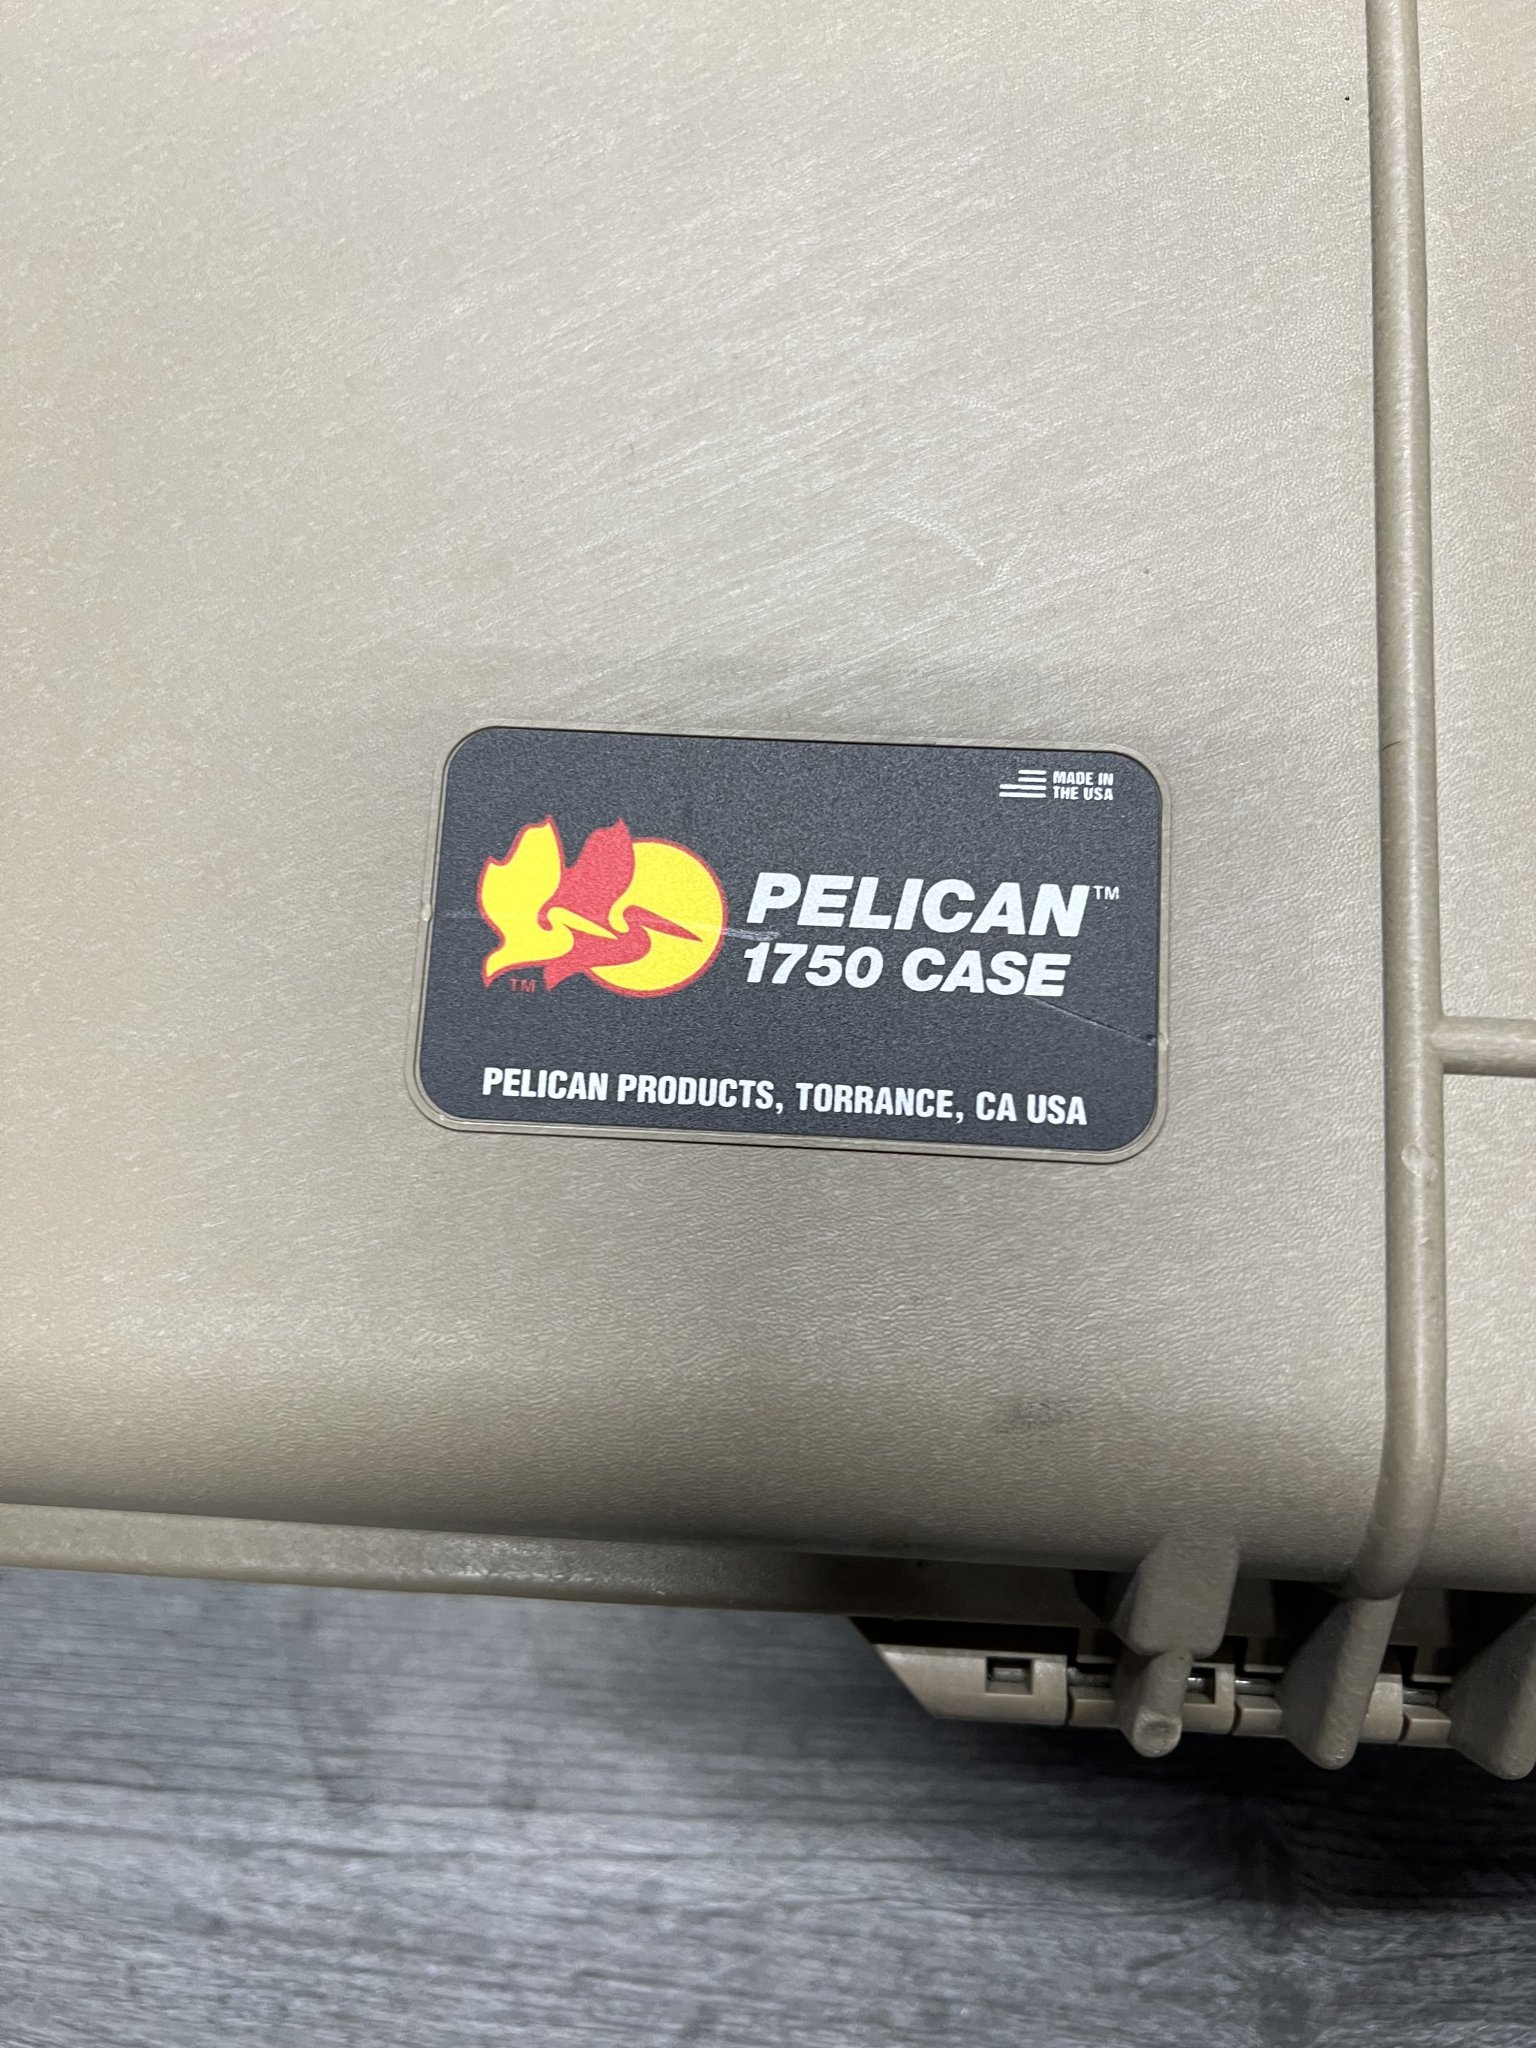 MADE IN
THE USA
PELICAN™
1750 CASE
TM
PELICAN PRODUCTS, TORRANCE, CA USA